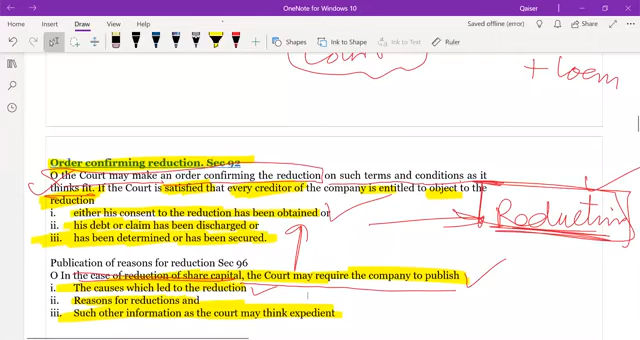 OneNote for Windows 10
Qaiser
File Home Insert Draw View Help
Saved offline (error)
Share
Shapes Ink to Shape Ink to Text Ruler
+ Loan
Order confirming reduction. Sec 92
O the Court may make an order confirming the reduction on such terms and conditions as it
thinks fit. If the Court is satisfied that every creditor of the company is entitled to object to the
reduction
i. either his consent to the reduction has been obtained or
ii. his debt or claim has been discharged or
iii. has been determined or has been secured.
Reduction
Publication of reasons for reduction Sec 96
O In the case of reduction of share capital, the Court may require the company to publish
i. The causes which led to the reduction
ii. Reasons for reductions and
iii. Such other information as the court may think expedient